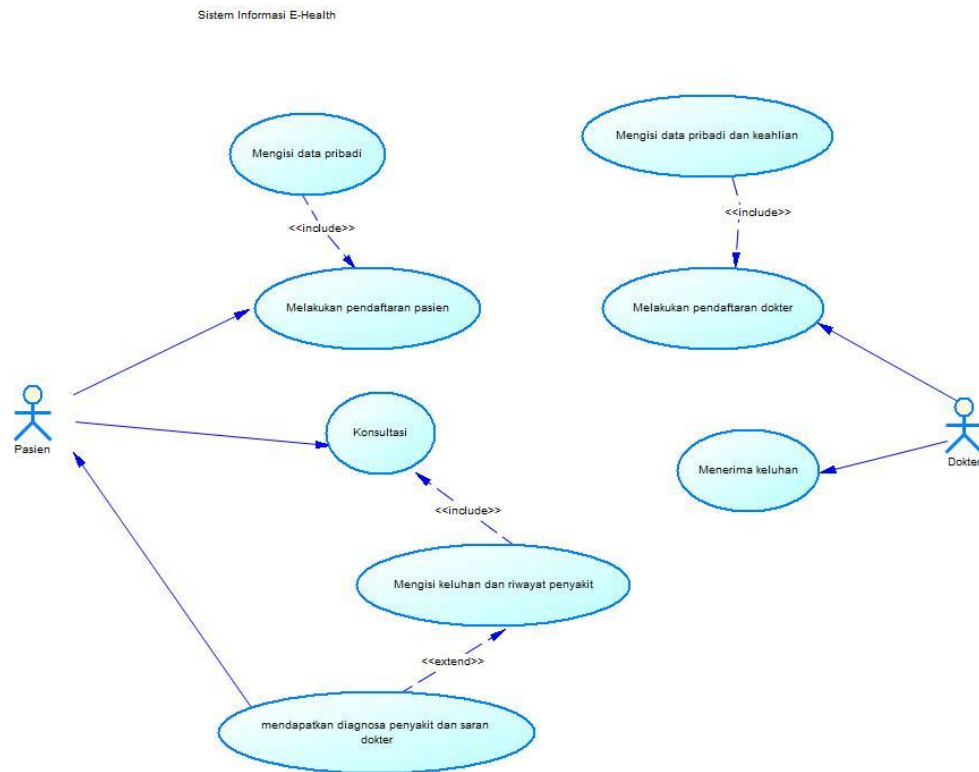 Sistem Informasi E-Health
Mengisi data pribadi
Mengisi data pribadi dan keahlian
<<include>>
<<include>>
Melakukan pendaftaran pasien
Melakukan pendaftaran dokter
Pasien
Konsultasi
Menerima keluhan
Dokter
<<include>>
Mengisi keluhan dan riwayat penyakit
<<extend>>
mendapatkan diagnosa penyakit dan saran
dokter